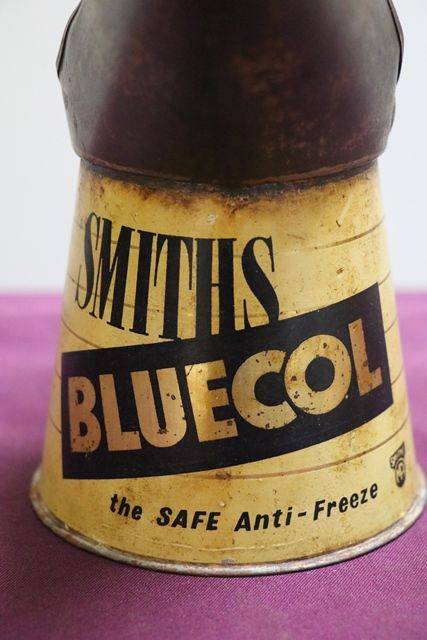 SMITHS
BLUECOL
the SAFE Anti-Freeze